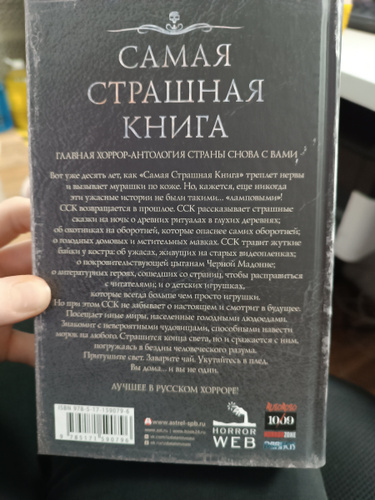 САМАЯ
СТРАШНАЯ
КНИГА
ГЛАВНАЯ ХОРРОР-АНТОЛОГИЯ СТРАНЫ СНОВА С ВАМИ
Вот уже десять лет, как «Самая Страшная Книга» треплет нервы
и вызывает мурашки по коже. Но, кажется, еще никогда
эти ужасные истории не были такими... «ламповыми»!
ССК возвращается в прошлое. ССК рассказывает страшные
сказки на ночь о древних ритуалах в глухих деревнях;
об охотниках на оборотней, которые опаснее самих оборотней;
о голодных домовых и мстительных мавках. ССК травит жуткие
байки у костра: об ужасах, живущих на старых видеопленках;
о покровительствующей цыганам Черной Мадонне;
о литературных героях, сошедших со страниц, чтобы расправиться
с читателями; и о детских игрушках,
которые всегда больше чем просто игрушки.
Но при этом ССК не забывает о настоящем и смотрит в будущее.
Посещает иные миры, населенные голодными людоедами.
Знакомит с невероятными чудовищами, способными навести
морок на любого. Страшится конца света, но и сражается с ним,
погружаясь в бездны человеческого разума.
Притушите свет. Заварите чай. Укутайтесь в плед.
Вы дома... и вы не один.
ЛУЧШЕЕ В РУССКОМ ХОРРОРЕ!
www.astrel-spb.ru
HORROR
WEB